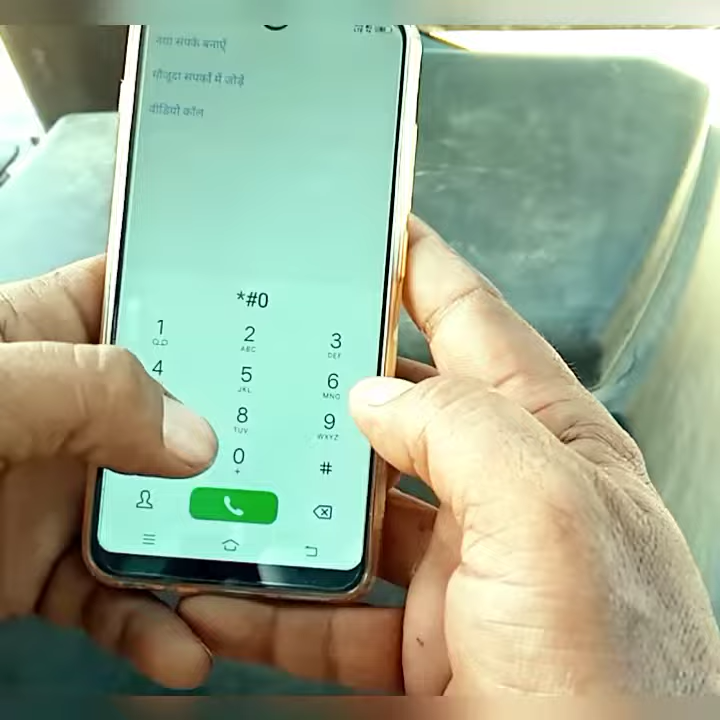 नया संपर्क बनाएँ
मौजूदा संपर्कों में जोड़ें
वीडियो कॉल
*#0
1 2 3
ABC DEF
4 5 6
JKL MNO
8 9
TUV WXYZ
0 #
+